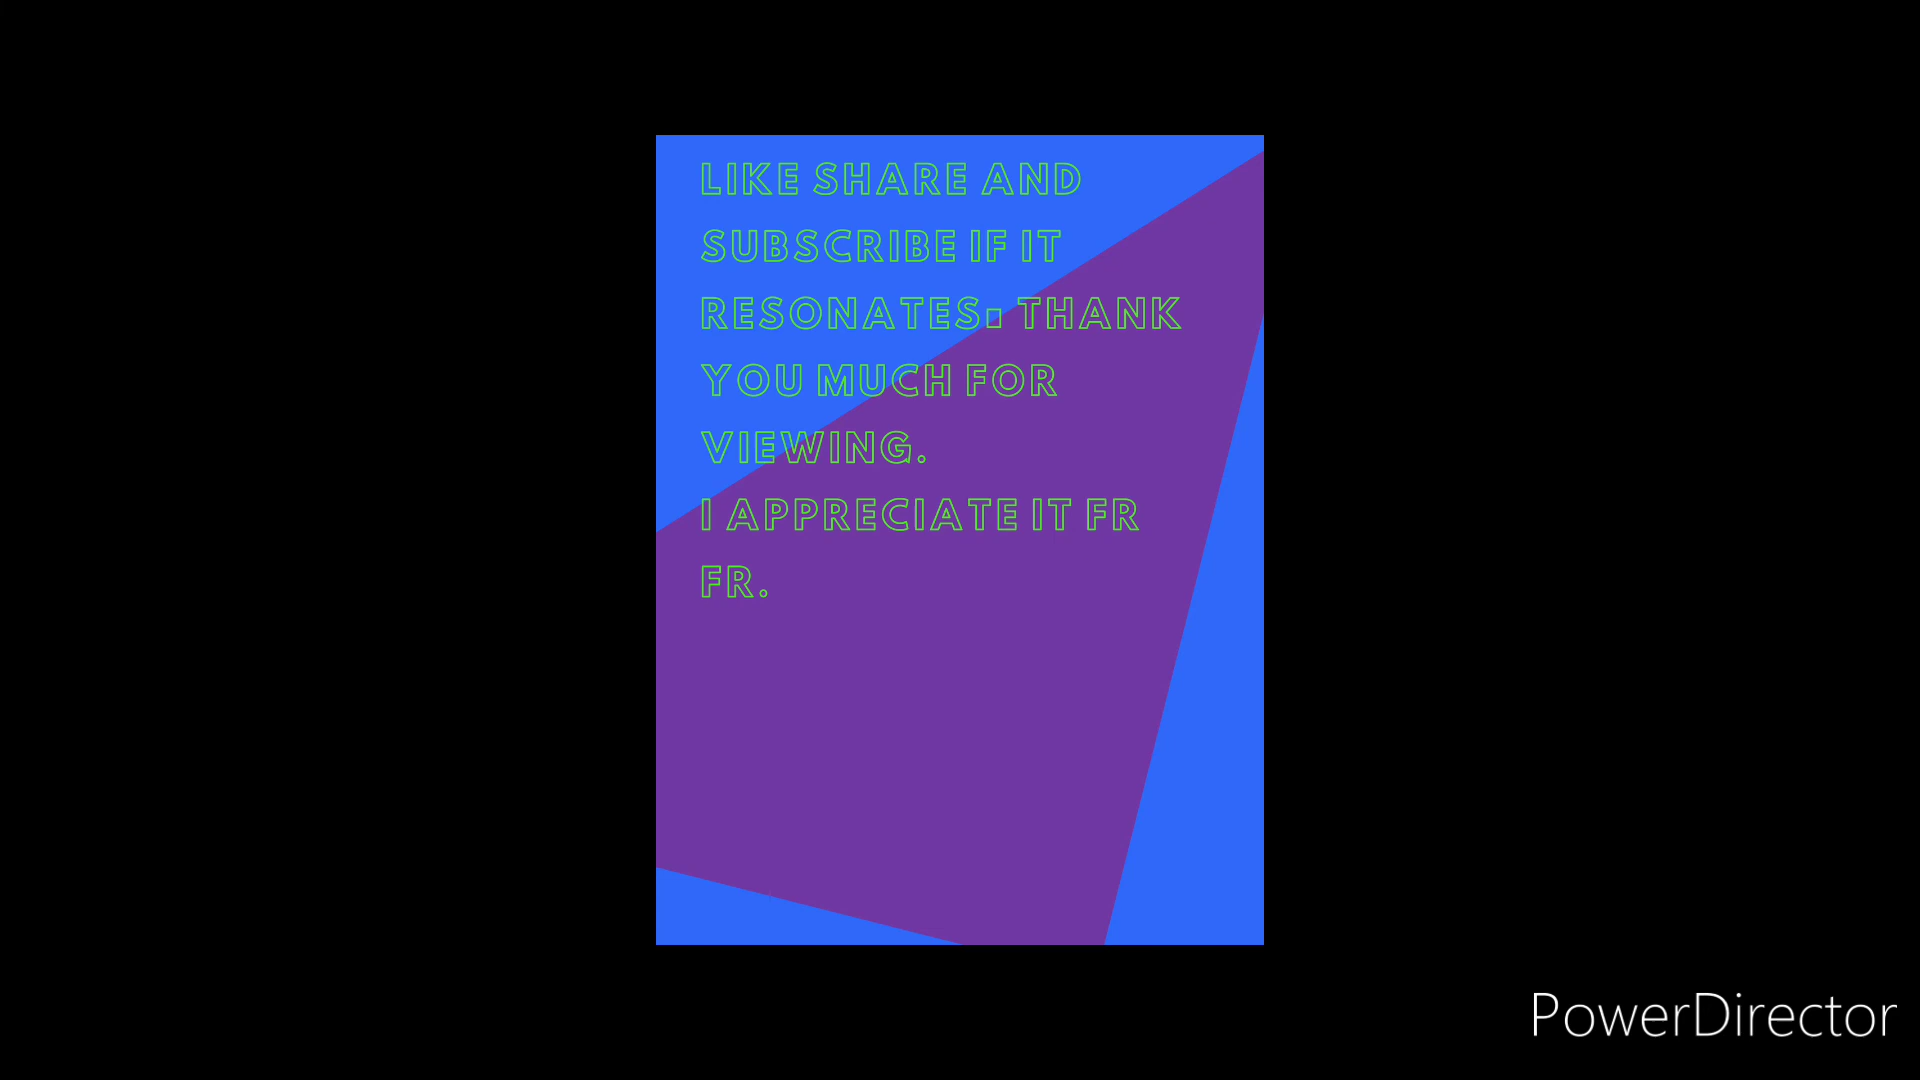 LIKE SHARE AND
SUBSCRIBE IF IT
RESONATES□ THANK
YOU MUCH FOR
VIEWING.
I APPRECIATE IT FR
FR.
PowerDirector